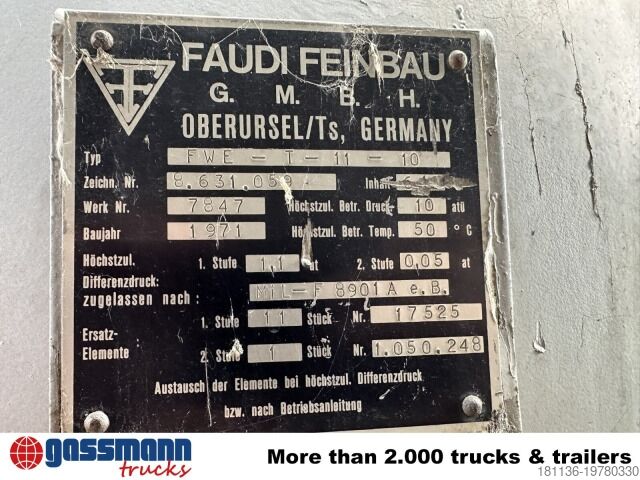 FAUDI FEINBAU
G. M. B. H.
OBERURSEL/Ts, GERMANY
Typ FWE - T - 11 - 10
Zeichn. Nr. 8.631.059 Inhalt
Werk Nr. 7847 Höchstzul. Betr. Druck 10 atü
Baujahr 1971 Höchstzul. Betr. Temp. 50 °C
Höchstzul. Differenzdruck: 1. Stufe 1,1 at 2. Stufe 0,05 at
zugelassen nach: MIL-F 8901A e.B.
1. Stufe 11 Stück Nr. 17525
Ersatz-
Elemente 2. Stufe 1 Stück Nr. 1.050.248
Austausch der Elemente bei höchstzul. Differenzdruck
bzw. nach Betriebsanleitung
gassmann trucks
More than 2.000 trucks & trailers
181136-19780330